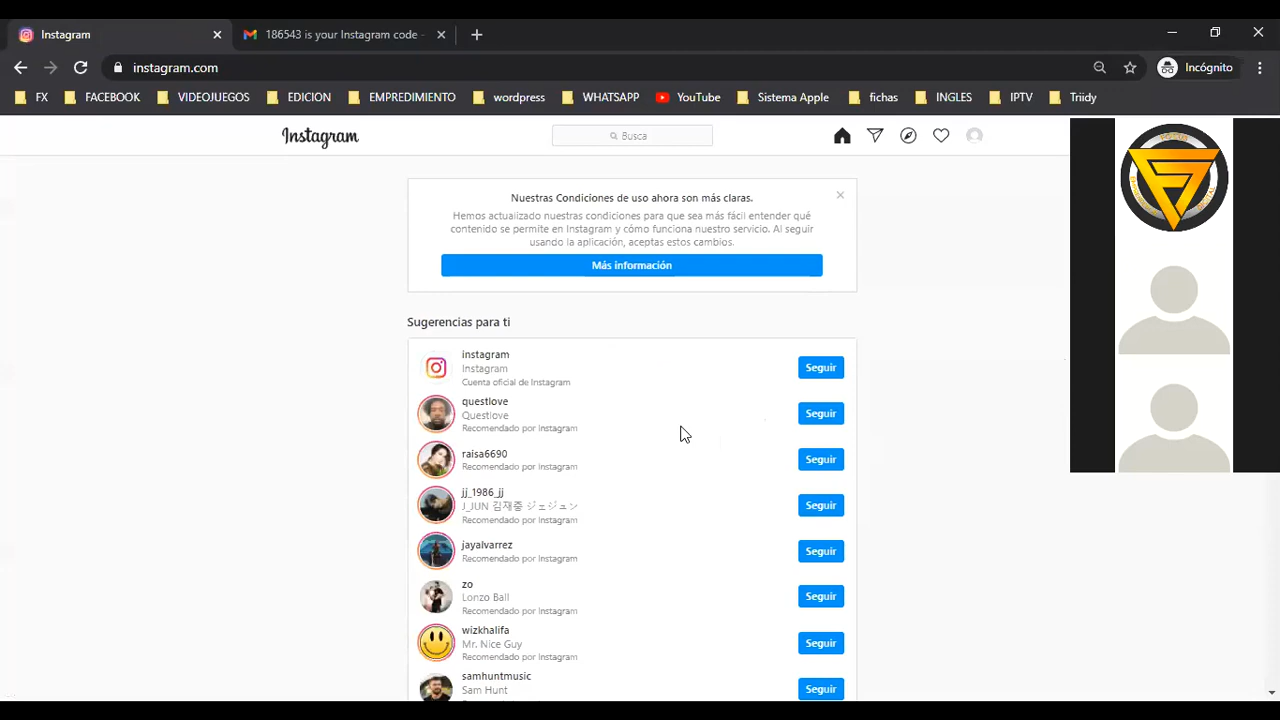 Instagram
186543 is your Instagram code -
instagram.com
Incógnito
FX
FACEBOOK
VIDEOJUEGOS
EDICION
EMPREDIMIENTO
wordpress
WHATSAPP
YouTube
Sistema Apple
fichas
INGLES
IPTV
Triidy
Instagram
Busca
Nuestras Condiciones de uso ahora son más claras.
Hemos actualizado nuestras condiciones para que sea más fácil entender qué
contenido se permite en Instagram y cómo funciona nuestro servicio. Al seguir
usando la aplicación, aceptas estos cambios.
Más información
Sugerencias para ti
instagram
Instagram
Cuenta oficial de Instagram
Seguir
questlove
Questlove
Recomendado por Instagram
Seguir
raisa6690
Recomendado por Instagram
Seguir
jj_1986_jj
J_JUN 김재중 ジェジュン
Recomendado por Instagram
Seguir
jayalvarrez
Recomendado por Instagram
Seguir
zo
Lonzo Ball
Recomendado por Instagram
Seguir
wizkhalifa
Mr. Nice Guy
Recomendado por Instagram
Seguir
samhuntmusic
Sam Hunt
Seguir